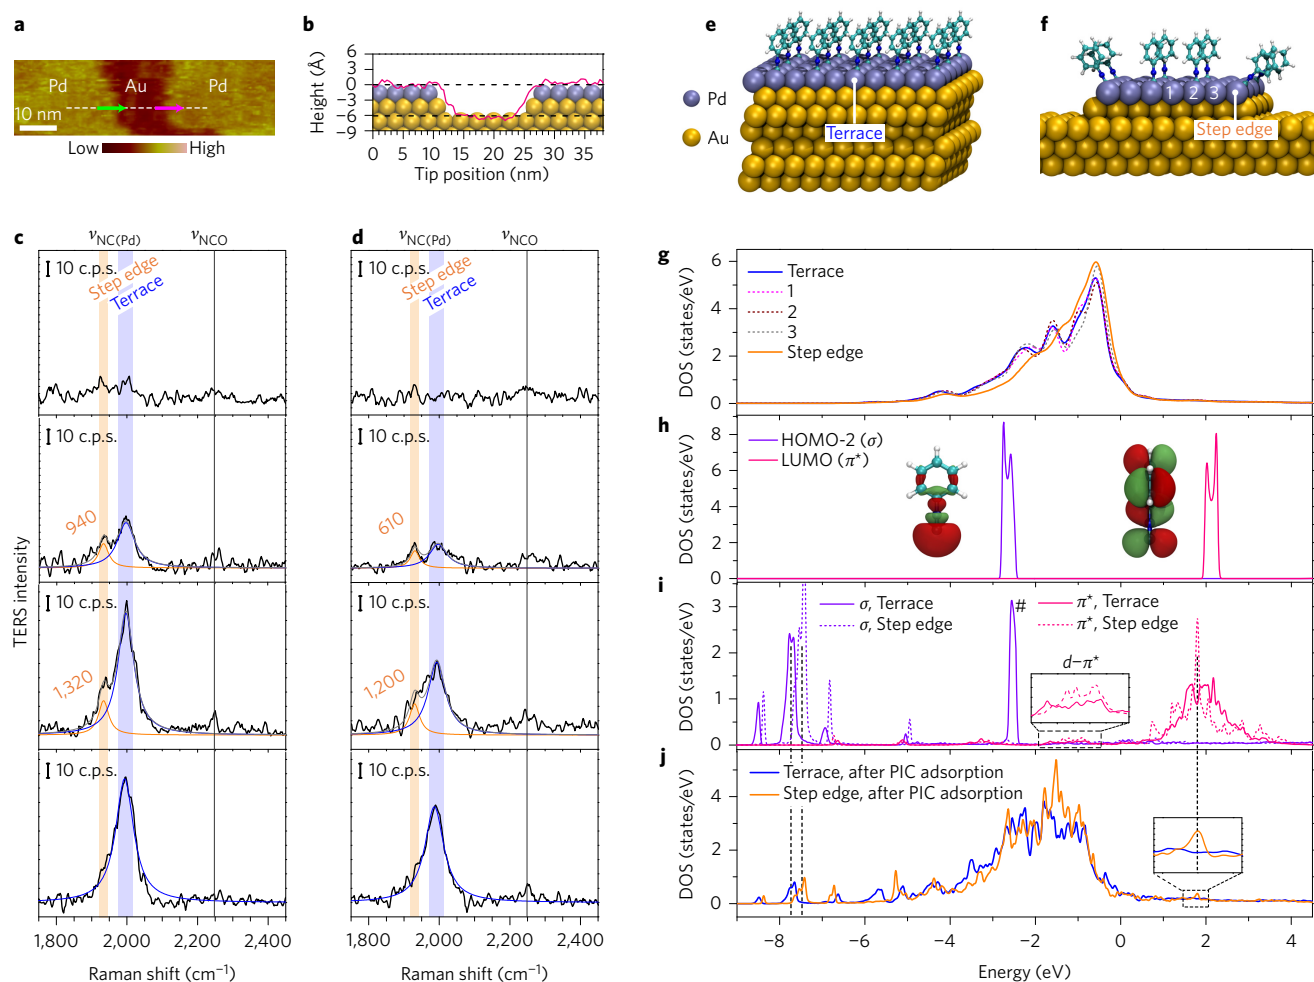 a
Pd Au Pd
10 nm
Low High
b
Height (Å)
6
3
0
−3
−6
−9
0 5 10 15 20 25 30 35
Tip position (nm)
e
Pd
Au
Terrace
f
1 2 3
Step edge
c
νNC(Pd) νNCO
10 c.p.s.
Step edge
Terrace
10 c.p.s.
940
10 c.p.s.
1,320
10 c.p.s.
TERS intensity
1,800 2,000 2,200 2,400
Raman shift (cm−1)
d
νNC(Pd) νNCO
10 c.p.s.
Step edge
Terrace
10 c.p.s.
610
10 c.p.s.
1,200
10 c.p.s.
1,800 2,000 2,200 2,400
Raman shift (cm−1)
g
DOS (states/eV)
6
4
2
0
Terrace
1
2
3
Step edge
h
DOS (states/eV)
8
6
4
2
0
HOMO-2 (σ)
LUMO (π*)
i
DOS (states/eV)
3
2
1
0
σ, Terrace
σ, Step edge
#
π*, Terrace
π*, Step edge
d–π*
j
DOS (states/eV)
4
2
0
Terrace, after PIC adsorption
Step edge, after PIC adsorption
−8 −6 −4 −2 0 2 4
Energy (eV)